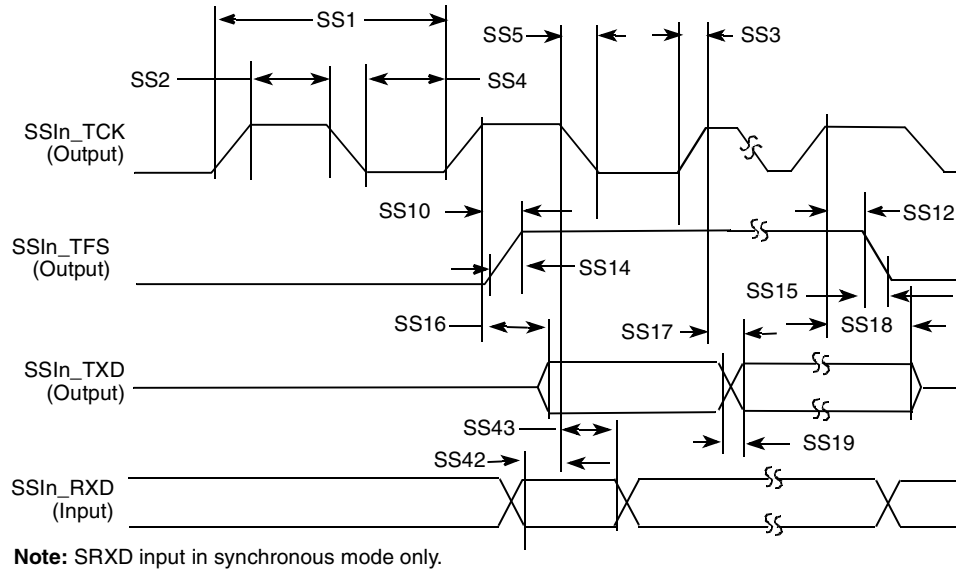 SS1
SS5
SS3
SS2
SS4
SSIn_TCK
(Output)
SS10
SS12
SSIn_TFS
(Output)
SS14
SS15
SS16
SS17
SS18
SSIn_TXD
(Output)
SS43
SS19
SS42
SSIn_RXD
(Input)
Note: SRXD input in synchronous mode only.